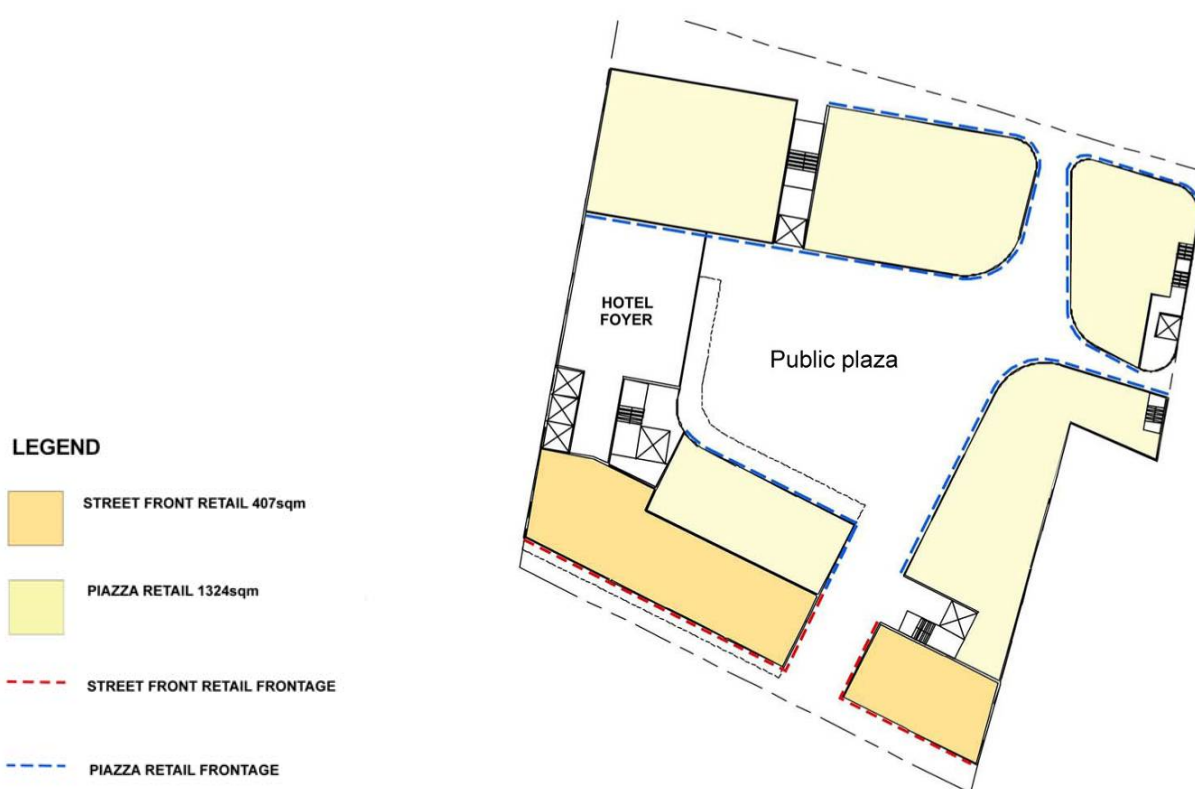 HOTEL
FOYER
Public plaza
LEGEND
STREET FRONT RETAIL 407sqm
PIAZZA RETAIL 1324sqm
STREET FRONT RETAIL FRONTAGE
PIAZZA RETAIL FRONTAGE